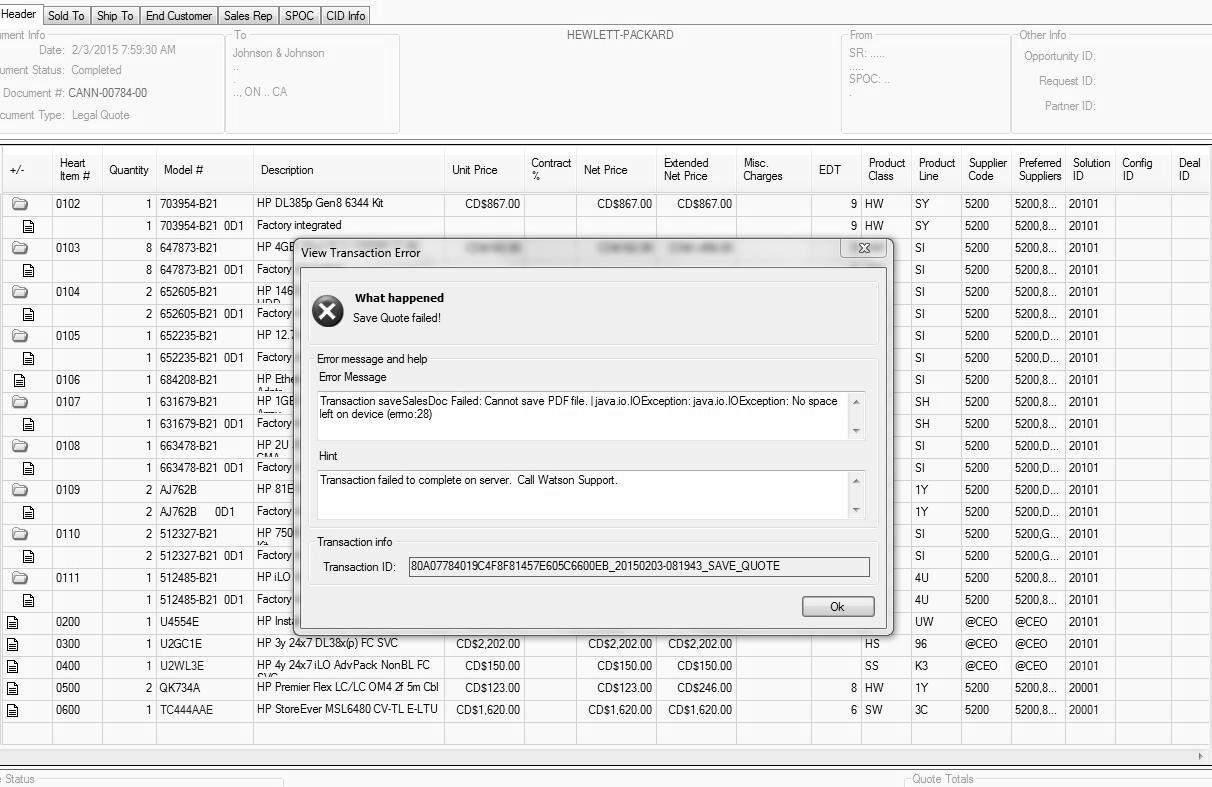 Header Sold To Ship To End Customer Sales Rep SPOC CID Info
ment Info
Date: 2/3/2015 7:59:30 AM
ument Status: Completed
Document #: CANN-00784-00
cument Type: Legal Quote
To
Johnson & Johnson
..
.
.., ON .. CA
HEWLETT-PACKARD
From
SR: .....
.....
SPOC: ..
.
Other Info
Opportunity ID:
Request ID:
Partner ID:
+/- Heart Item # Quantity Model # Description Unit Price Contract % Net Price Extended Net Price Misc. Charges EDT Product Class Product Line Supplier Code Preferred Suppliers Solution ID Config ID Deal ID
0102 1 703954-B21 HP DL385p Gen8 6344 Kit CD$867.00 CD$867.00 CD$867.00 9 HW SY 5200 5200,8... 20101
1 703954-B21 0D1 Factory integrated 9 HW SY 5200 5200,8... 20101
0103 8 647873-B21 HP 4GB SI 5200 5200,8... 20101
8 647873-B21 0D1 Factory SI 5200 5200,8... 20101
0104 2 652605-B21 HP 146 SI 5200 5200,8... 20101
2 652605-B21 0D1 Factory SI 5200 5200,8... 20101
0105 1 652235-B21 HP 12.7 SI 5200 5200,D... 20101
1 652235-B21 0D1 Factory SI 5200 5200,D... 20101
0106 1 684208-B21 HP Ethe SI 5200 5200,8... 20101
0107 1 631679-B21 HP 1GB SH 5200 5200,8... 20101
1 631679-B21 0D1 Factory SH 5200 5200,8... 20101
0108 1 663478-B21 HP 2U SI 5200 5200,D... 20101
1 663478-B21 0D1 Factory SI 5200 5200,D... 20101
0109 2 AJ762B HP 81E 1Y 5200 5200,D... 20101
2 AJ762B 0D1 Factory 1Y 5200 5200,D... 20101
0110 2 512327-B21 HP 750 SI 5200 5200,G... 20101
2 512327-B21 0D1 Factory SI 5200 5200,G... 20101
0111 1 512485-B21 HP iLO 4U 5200 5200,8... 20101
1 512485-B21 0D1 Factory 4U 5200 5200,8... 20101
0200 1 U4554E HP Insta UW @CEO @CEO 20101
0300 1 U2GC1E HP 3y 24x7 DL38x(p) FC SVC CD$2,202.00 CD$2,202.00 CD$2,202.00 HS 96 @CEO @CEO 20101
0400 1 U2WL3E HP 4y 24x7 iLO AdvPack NonBL FC SVC CD$150.00 CD$150.00 CD$150.00 SS K3 @CEO @CEO 20101
0500 2 QK734A HP Premier Flex LC/LC OM4 2f 5m Cbl CD$123.00 CD$123.00 CD$246.00 8 HW 1Y 5200 5200,8... 20001
0600 1 TC444AAE HP StoreEver MSL6480 CV-TL E-LTU CD$1,620.00 CD$1,620.00 CD$1,620.00 6 SW 3C 5200 5200,8... 20001
View Transaction Error
What happened
Save Quote failed!
Error message and help
Error Message
Transaction saveSalesDoc Failed: Cannot save PDF file. | java.io.IOException: java.io.IOException: No space
left on device (errno:28)
Hint
Transaction failed to complete on server. Call Watson Support.
Transaction info
Transaction ID: 80A07784019C4F8F81457E605C6600EB_20150203-081943_SAVE_QUOTE
Ok
Status
Quote Totals